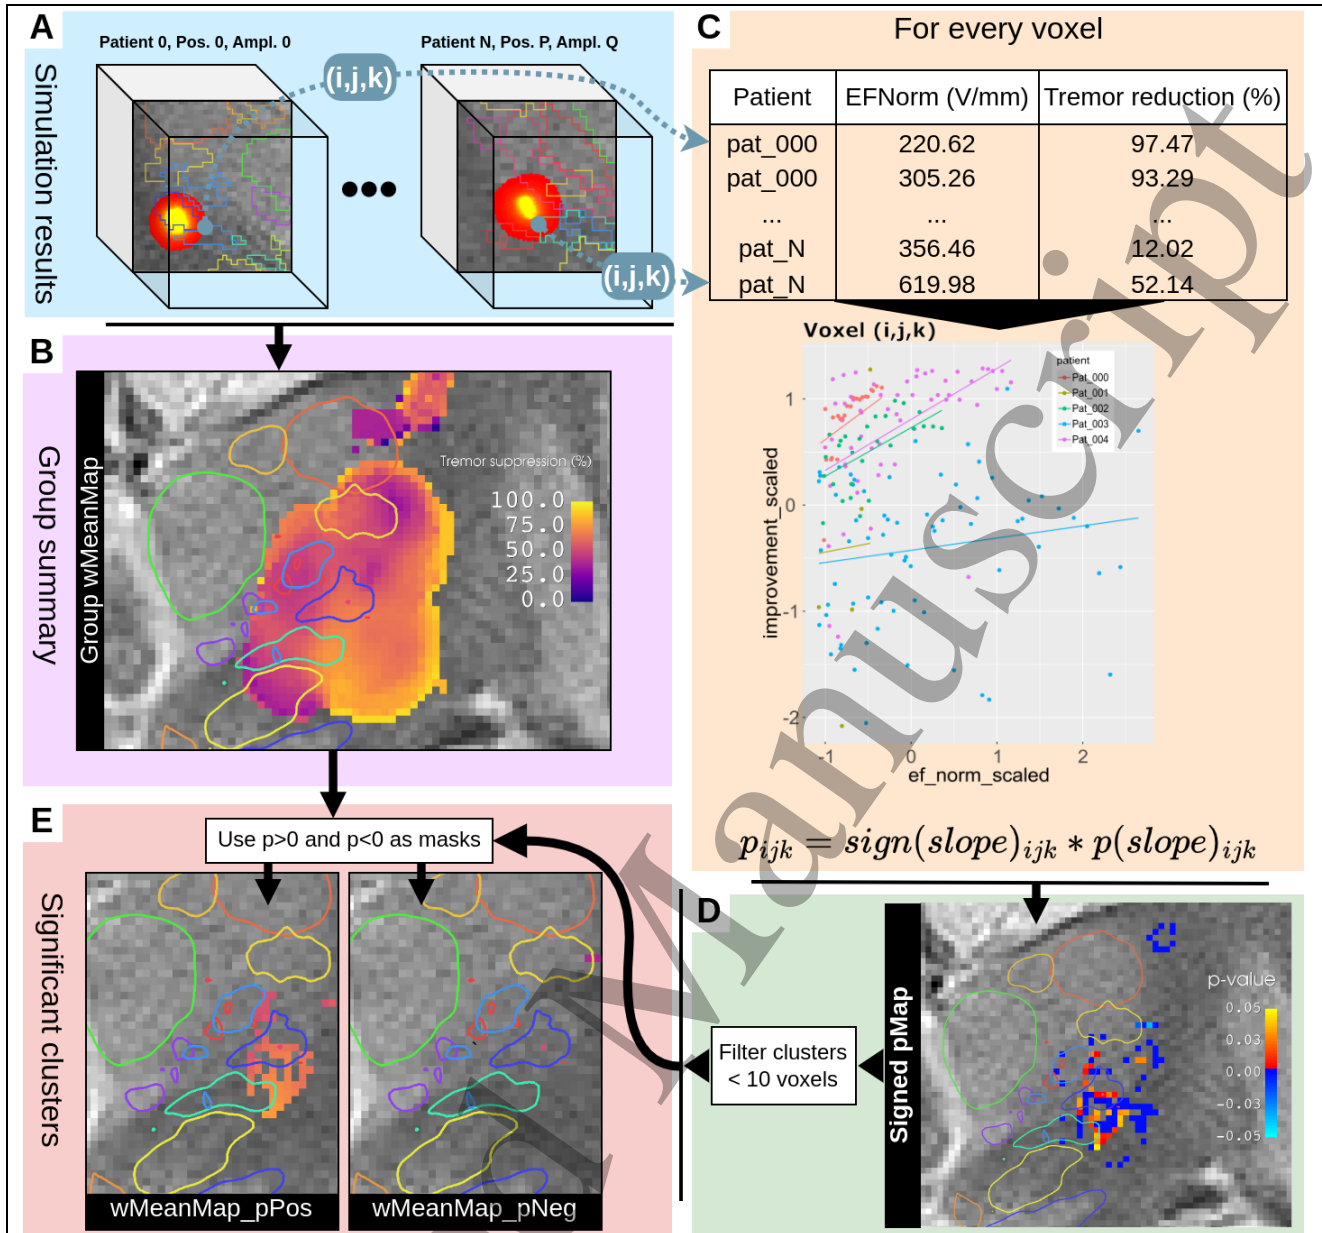 A
Simulation results
Patient 0, Pos. 0, Ampl. 0
Patient N, Pos. P, Ampl. Q
(i,j,k)
(i,j,k)
B
Group summary
Group wMeanMap
Tremor suppression (%)
100.0
75.0
50.0
25.0
0.0
C
For every voxel
Patient EFNorm (V/mm) Tremor reduction (%)
pat_000 220.62 97.47
pat_000 305.26 93.29
... ... ...
pat_N 356.46 12.02
pat_N 619.98 52.14
Voxel (i,j,k)
patient
Pat_000
Pat_001
Pat_002
Pat_003
Pat_004
improvement_scaled
1
0
-1
-2
-1 0 1 2
ef_norm_scaled
p_{ijk} = sign(slope)_{ijk} * p(slope)_{ijk}
D
Signed pMap
p-value
0.05
0.03
0.00
-0.03
-0.05
Filter clusters
< 10 voxels
E
Significant clusters
Use p>0 and p<0 as masks
wMeanMap_pPos
wMeanMap_pNeg
Manuscript